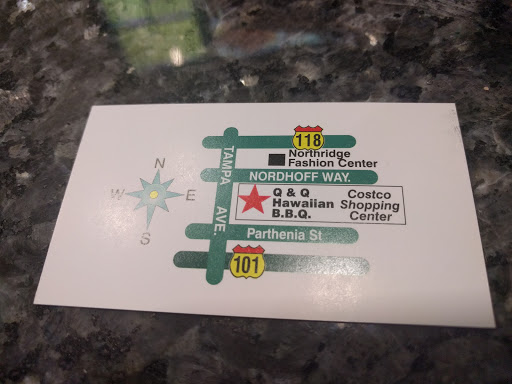 118
Northridge
Fashion Center
TAMPA AVE.
NORDHOFF WAY.
N
W
E
S
Q & Q
Hawaiian
B.B.Q.
Costco
Shopping
Center
Parthenia St
101